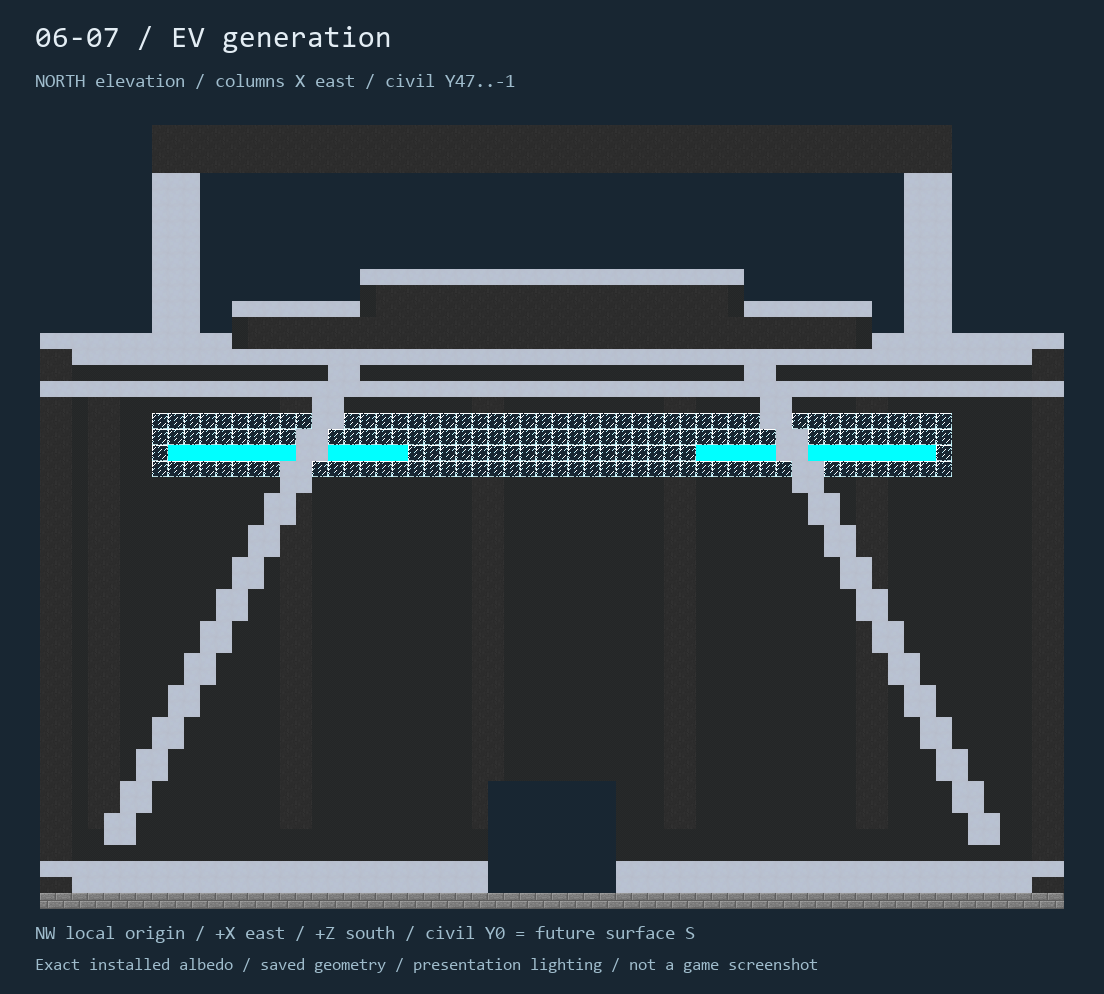 06-07 / EV generation
NORTH elevation / columns X east / civil Y47..-1
NW local origin / +X east / +Z south / civil Y0 = future surface S
Exact installed albedo / saved geometry / presentation lighting / not a game screenshot